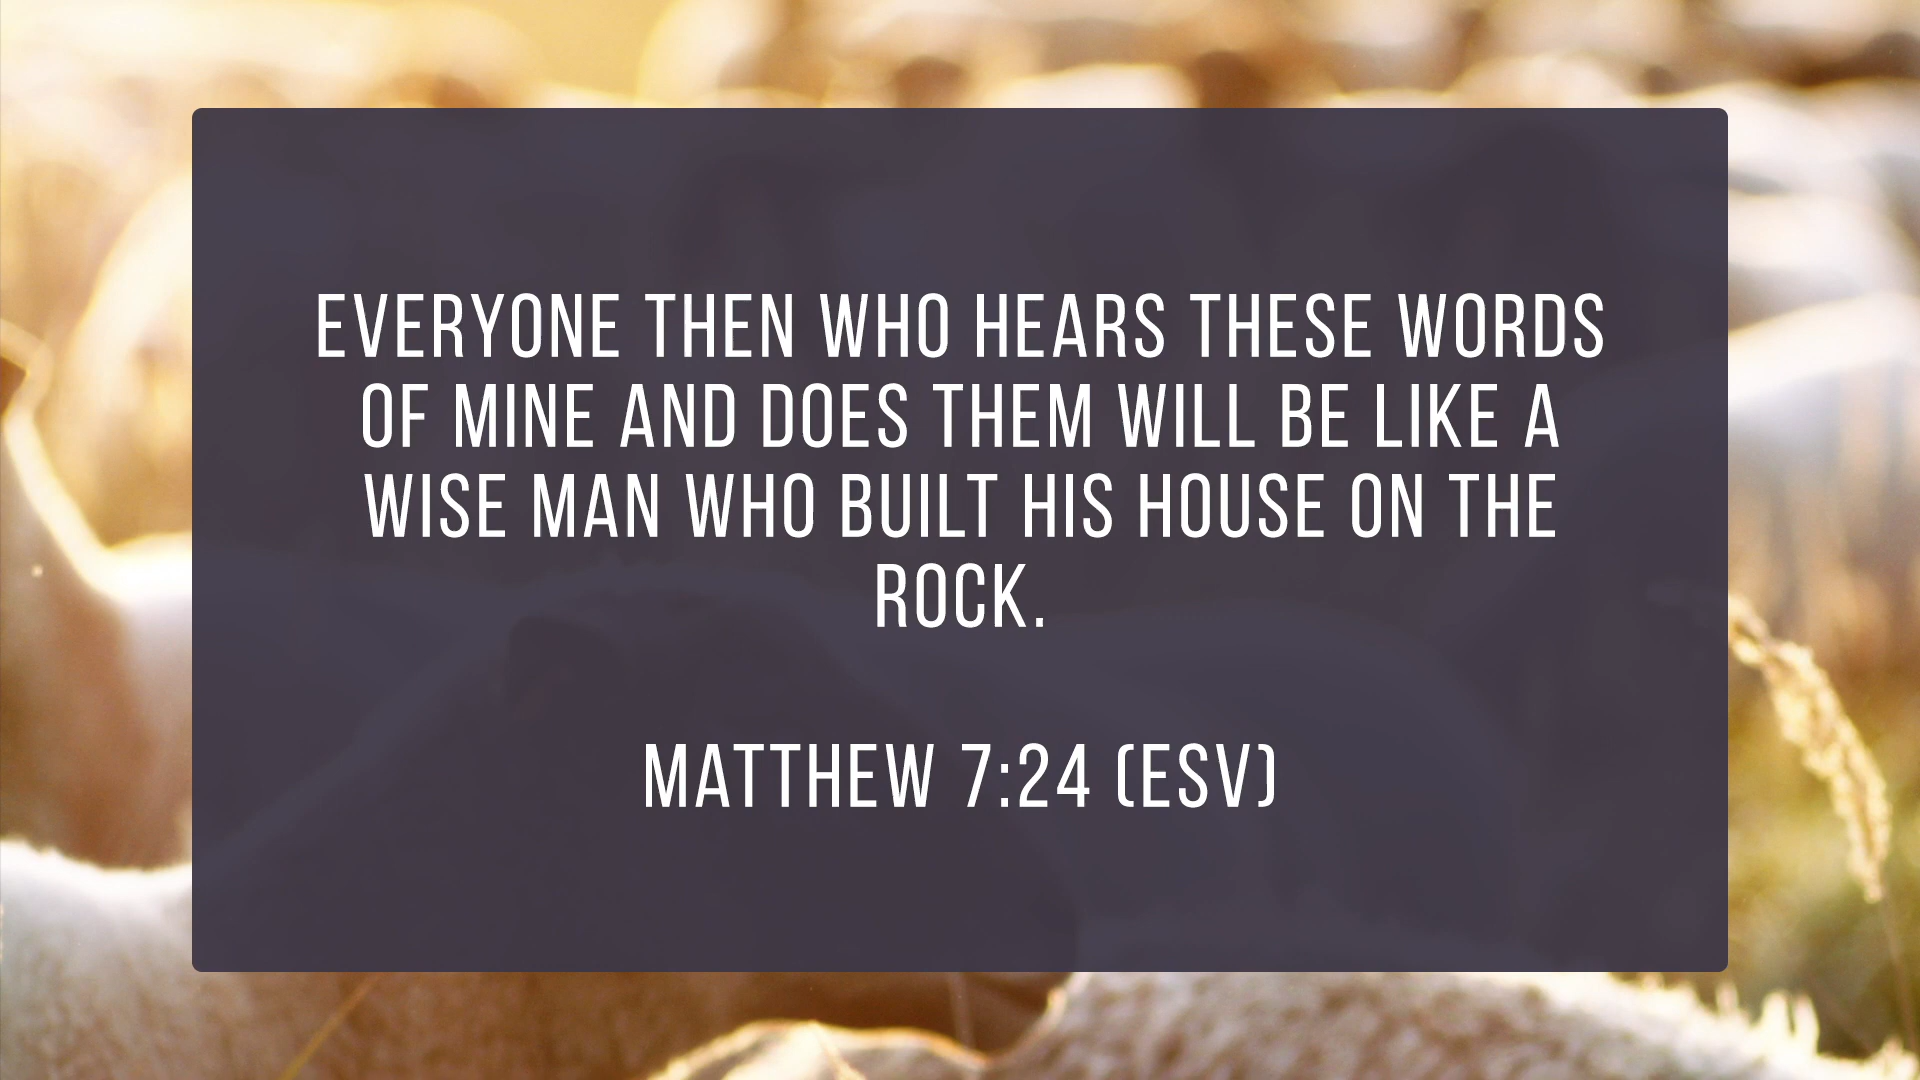 EVERYONE THEN WHO HEARS THESE WORDS
OF MINE AND DOES THEM WILL BE LIKE A
WISE MAN WHO BUILT HIS HOUSE ON THE
ROCK.
MATTHEW 7:24 (ESV)